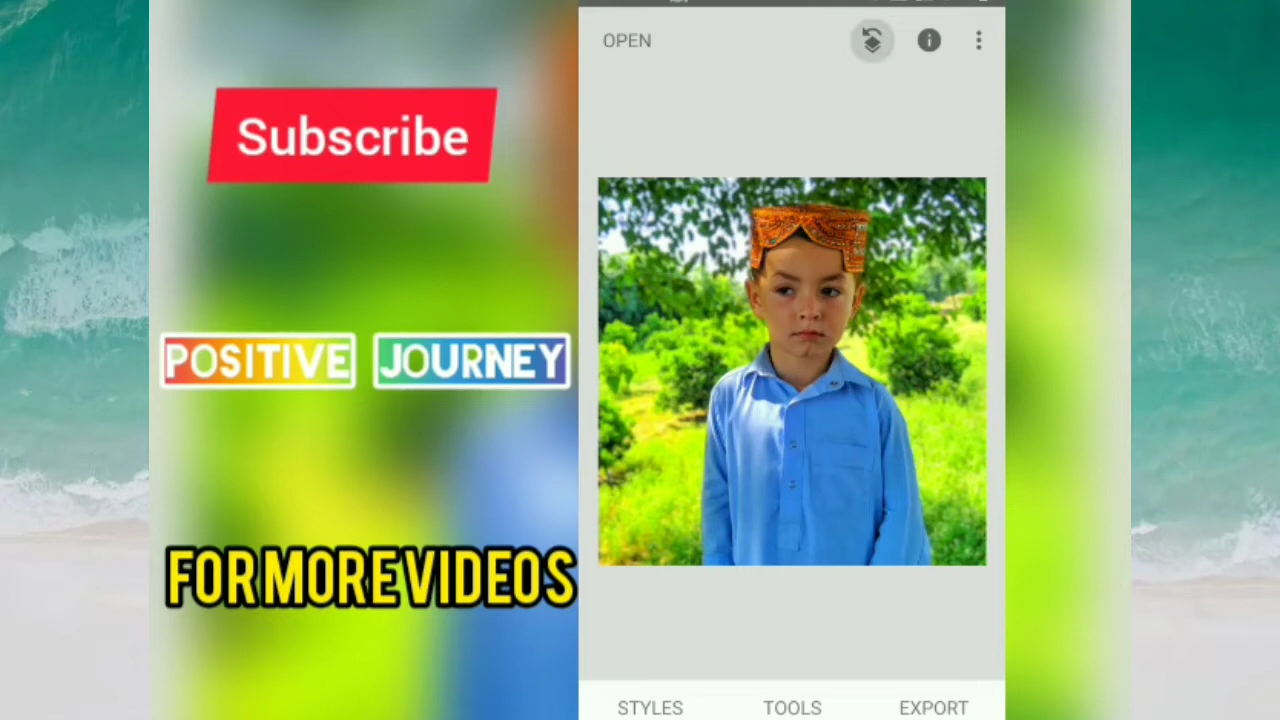 OPEN
Subscribe
POSITIVE JOURNEY
FOR MORE VIDEOS
STYLES TOOLS EXPORT